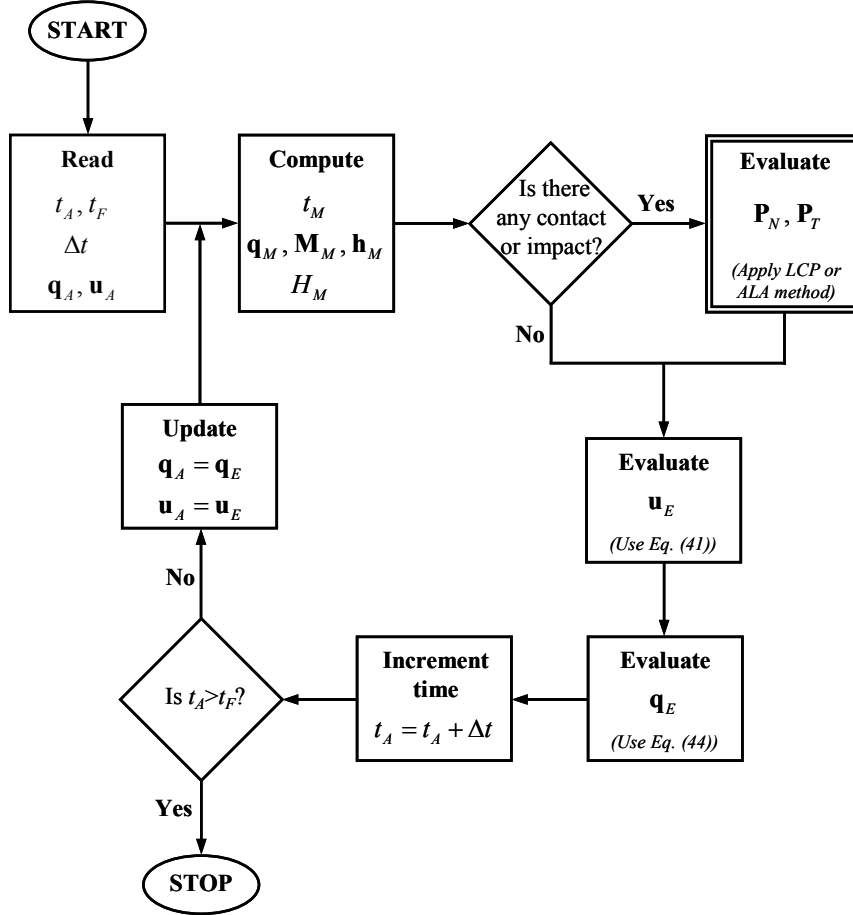 START
Read
t_A, t_F
Δt
q_A, u_A
Compute
t_M
q_M, M_M, h_M
H_M
Is there
any contact
or impact?
Yes
No
Evaluate
P_N, P_T
(Apply LCP or
ALA method)
Evaluate
u_E
(Use Eq. (41))
Evaluate
q_E
(Use Eq. (44))
Increment
time
t_A = t_A + Δt
Is t_A>t_F?
No
Update
q_A = q_E
u_A = u_E
Yes
STOP